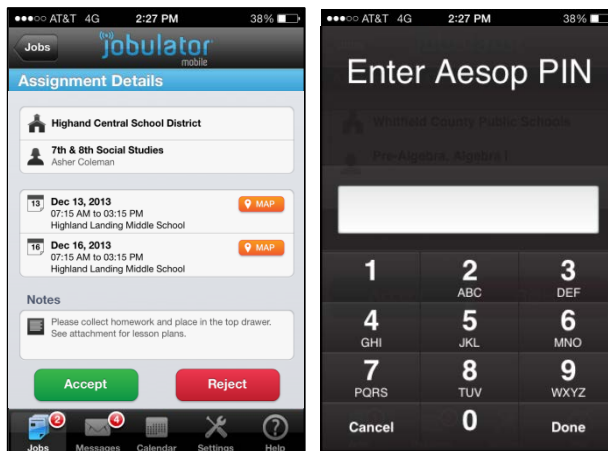 AT&T 4G 2:27 PM 38%
Jobs
jobulator
mobile
Assignment Details
Highand Central School District
7th & 8th Social Studies
Asher Coleman
13 Dec 13, 2013
07:15 AM to 03:15 PM
MAP
Highland Landing Middle School
16 Dec 16, 2013
07:15 AM to 03:15 PM
MAP
Highland Landing Middle School
Notes
Please collect homework and place in the top drawer.
See attachment for lesson plans.
Accept Reject
2 4
Jobs Messages Calendar Settings Help
AT&T 4G 2:27 PM 38%
Enter Aesop PIN
Whitfield County Public Schools
Pre-Algebra, Algebra I
1 2 3
ABC DEF
4 5 6
GHI JKL MNO
7 8 9
PQRS TUV WXYZ
Cancel 0 Done